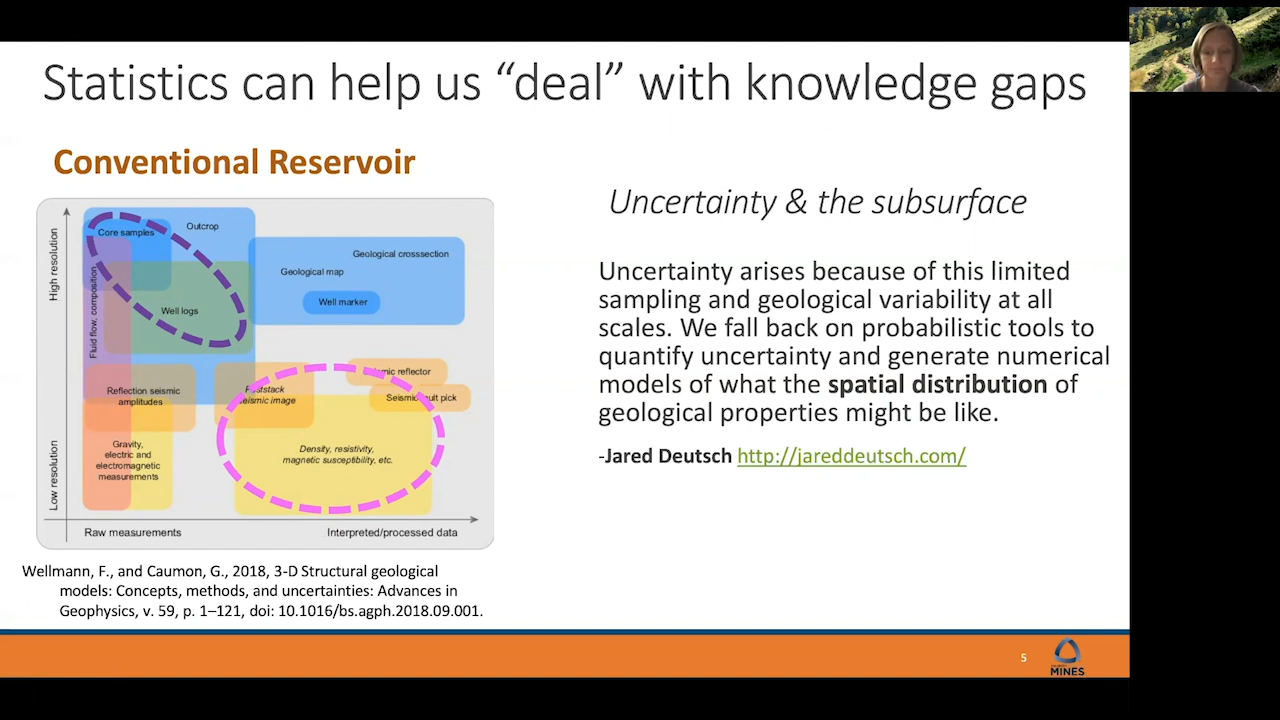 Statistics can help us “deal” with knowledge gaps
Conventional Reservoir
High resolution
Low resolution
Core samples
Outcrop
Fluid flow, composition
Well logs
Geological crosssection
Geological map
Well marker
Reflection seismic
amplitudes
seismic image
reflector
pick
Gravity,
electric and
electromagnetic
measurements
Density, resistivity,
magnetic susceptibility, etc.
Raw measurements
Interpreted/processed data
Wellmann, F., and Caumon, G., 2018, 3-D Structural geological
models: Concepts, methods, and uncertainties: Advances in
Geophysics, v. 59, p. 1–121, doi: 10.1016/bs.agph.2018.09.001.
Uncertainty & the subsurface
Uncertainty arises because of this limited
sampling and geological variability at all
scales. We fall back on probabilistic tools to
quantify uncertainty and generate numerical
models of what the spatial distribution of
geological properties might be like.
-Jared Deutsch http://jareddeutsch.com/
5
MINES